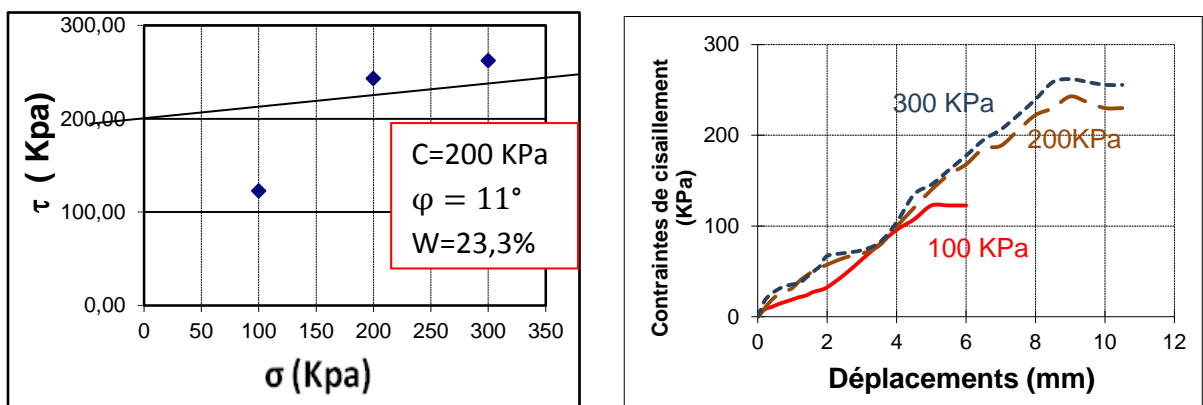 300,00
200,00
100,00
0,00
0 50 100 150 200 250 300 350
τ ( Kpa)
σ (Kpa)
C=200 KPa
φ = 11°
W=23,3%
300
200
100
0
0 2 4 6 8 10 12
Contraintes de cisaillement
(KPa)
Déplacements (mm)
300 KPa
200KPa
100 KPa